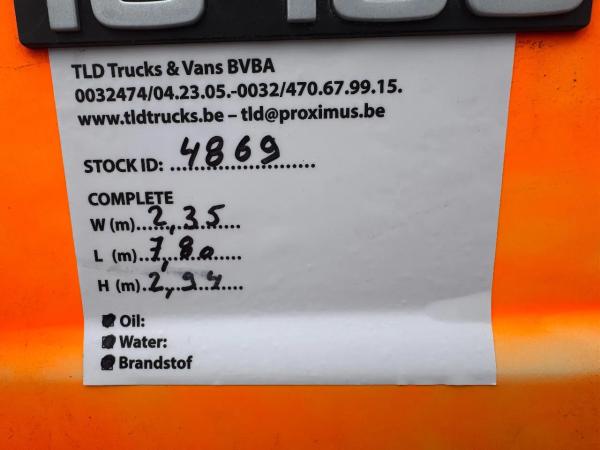 TLD Trucks & Vans BVBA
0032474/04.23.05.-0032/470.67.99.15.
www.tldtrucks.be – tld@proximus.be
STOCK ID: 4869
COMPLETE
W (m) 2,35
L (m) 7,80
H (m) 2,94
Oil:
Water:
Brandstof